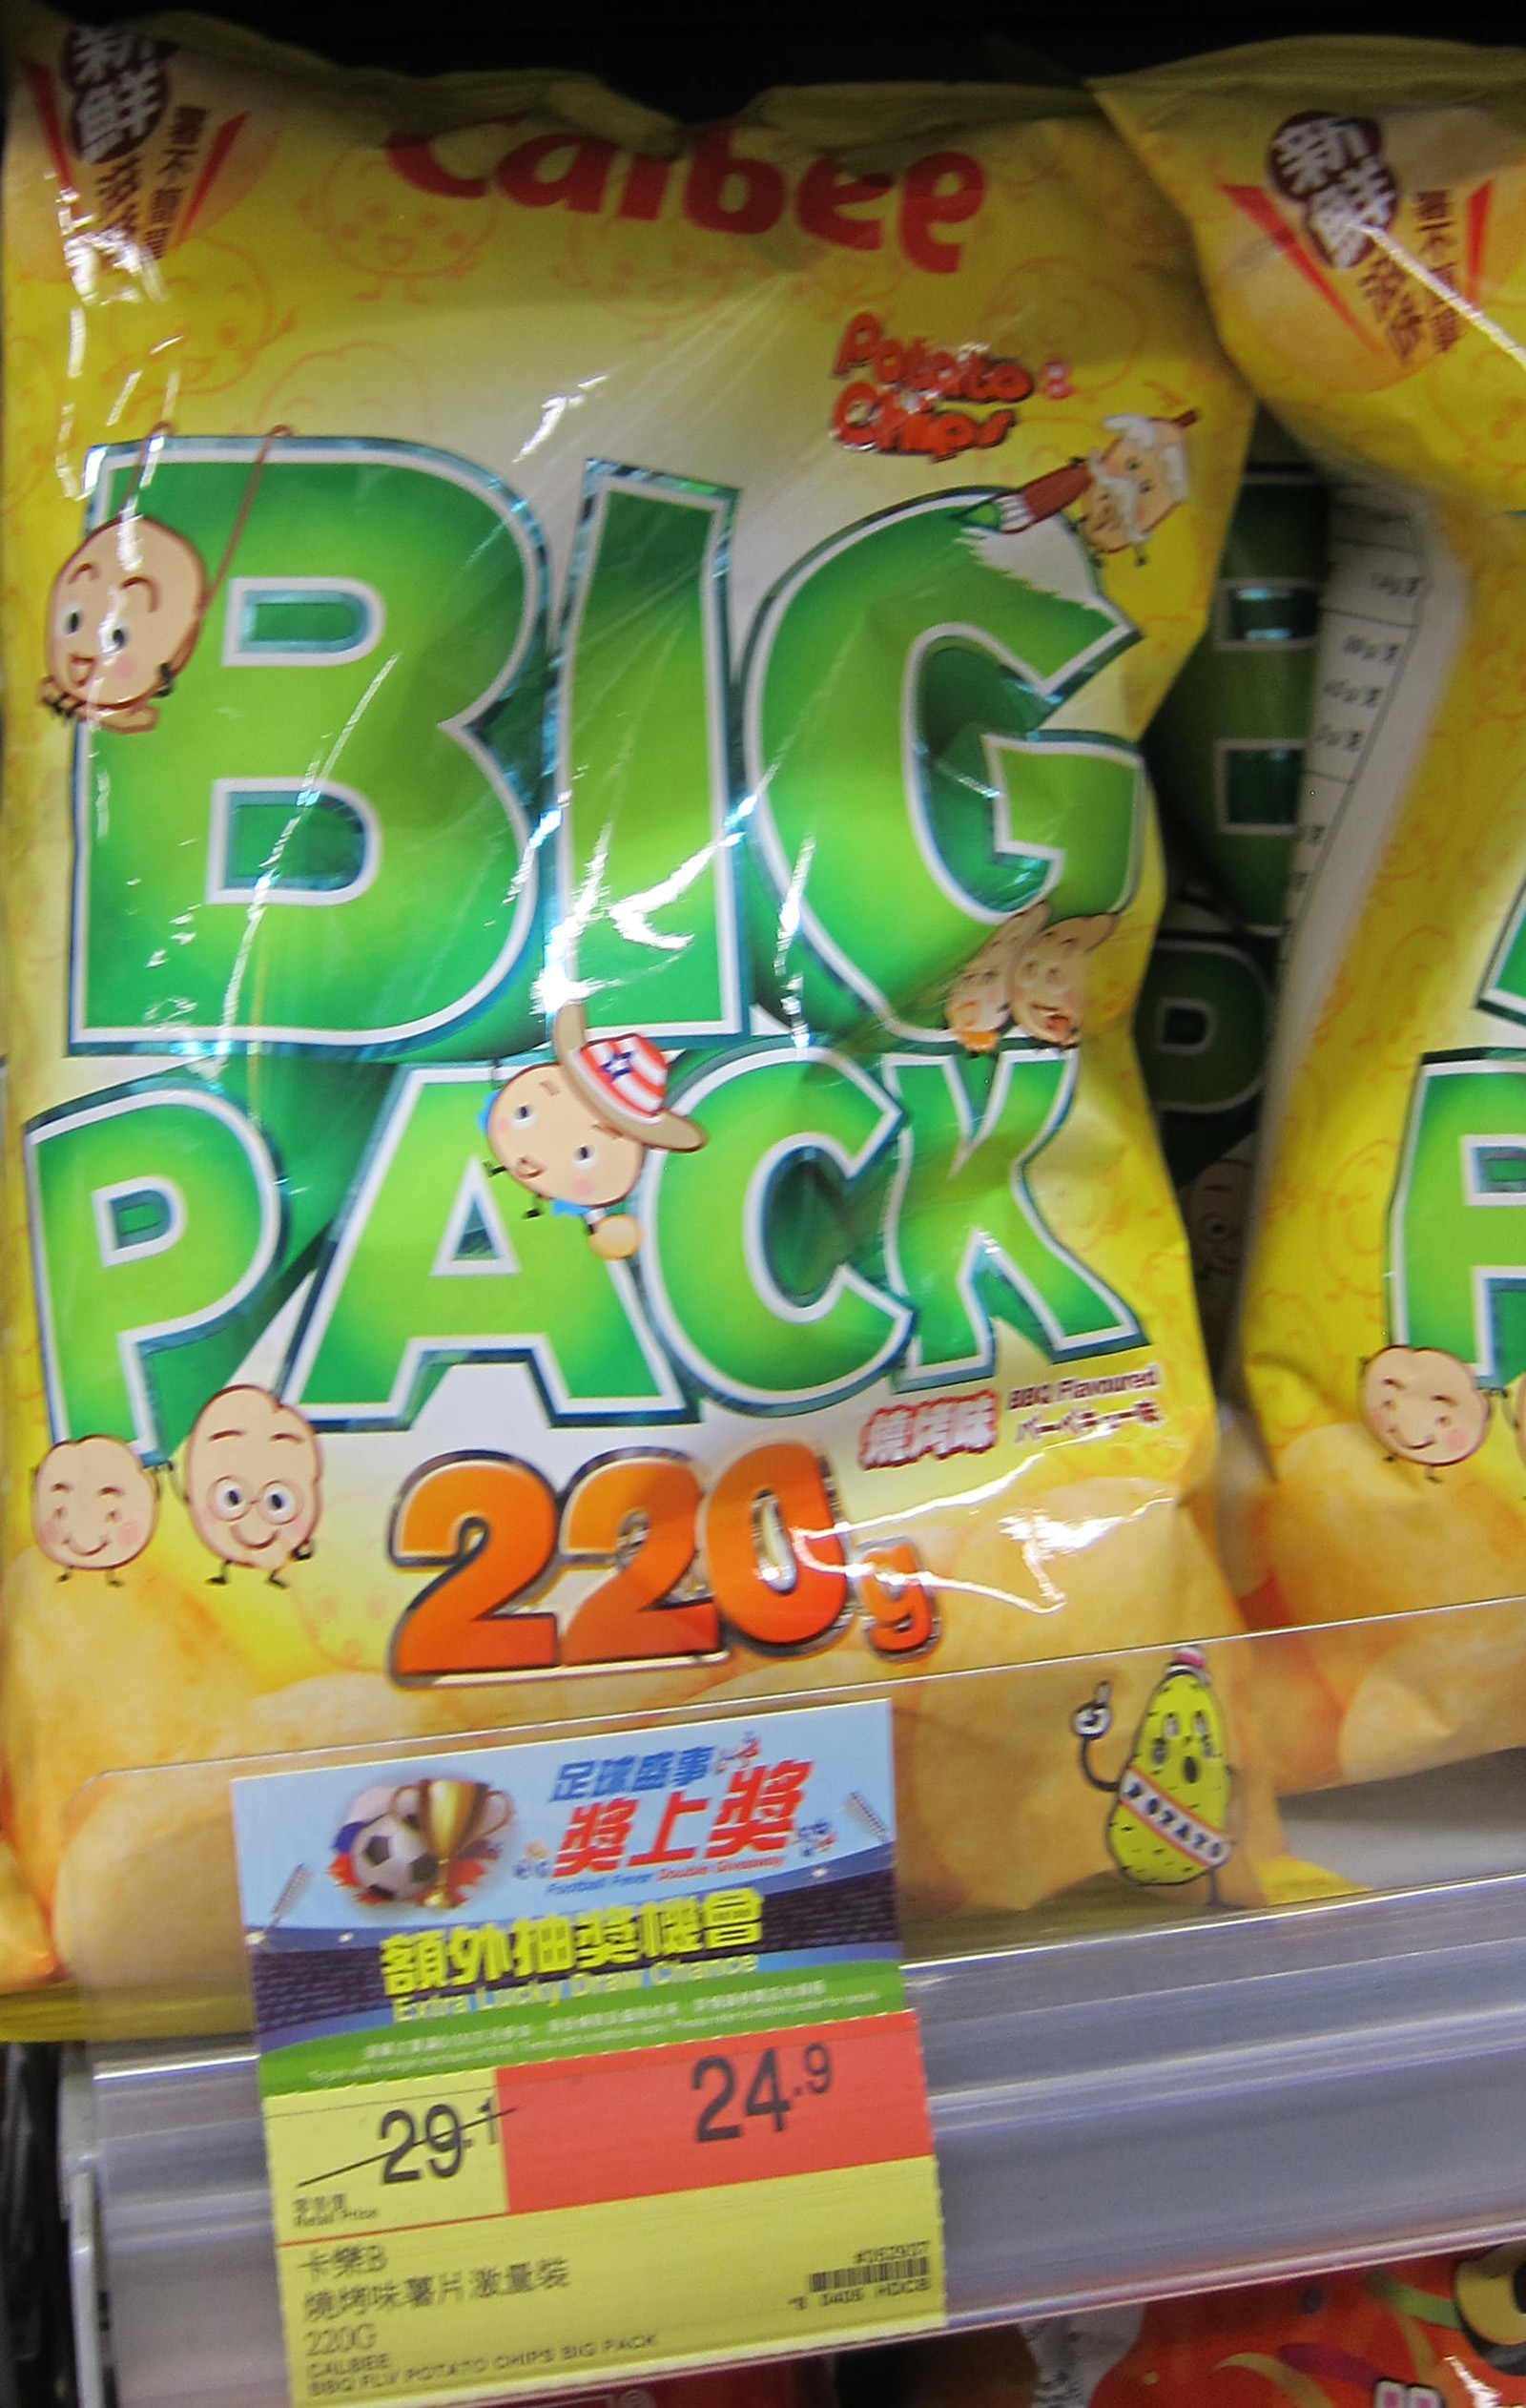 新鮮
Calbee
Potato
Chips
BIG
PACK
燒烤味
BBQ Flavoured
バーベキュー味
220g
POTATO
新鮮
足球盛事
獎上獎
Football Fever Double Giveaway
額外抽獎機會
Extra Lucky Draw Chance
29.1
24.9
零售價
Retail Price
卡樂B
燒烤味薯片激量裝
220G
CALBEE
BBQ FLV POTATO CHIPS BIG PACK